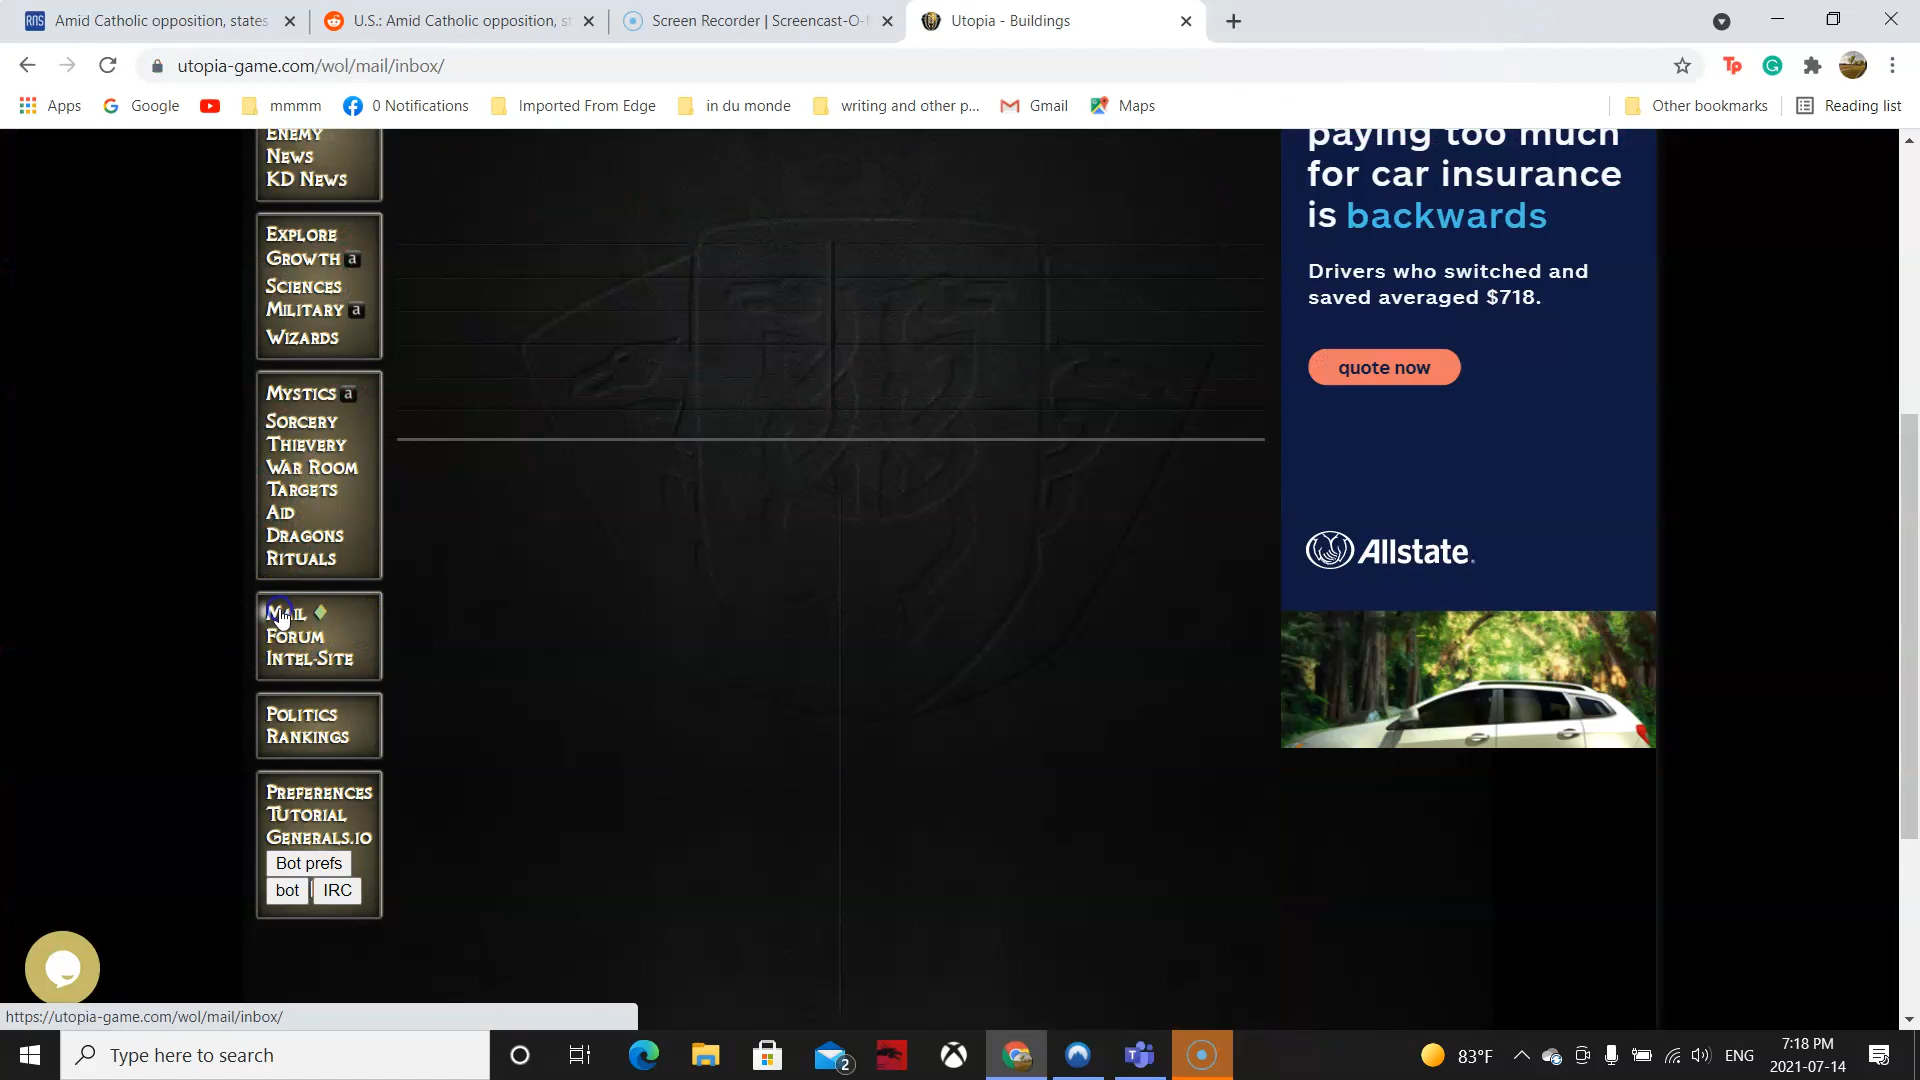 RNS Amid Catholic opposition, states
U.S.: Amid Catholic opposition, st
Screen Recorder | Screencast-O-
Utopia - Buildings
utopia-game.com/wol/mail/inbox/
Tp
Apps
Google
mmmm
0 Notifications
Imported From Edge
in du monde
writing and other p...
Gmail
Maps
Other bookmarks
Reading list
ENEMY
NEWS
KD NEWS
EXPLORE
GROWTH a
SCIENCES
MILITARY a
WIZARDS
MYSTICS a
SORCERY
THIEVERY
WAR ROOM
TARGETS
AID
DRAGONS
RITUALS
MAIL
FORUM
INTEL-SITE
POLITICS
RANKINGS
PREFERENCES
TUTORIAL
GENERALS.IO
Bot prefs
bot | IRC
paying too much
for car insurance
is backwards
Drivers who switched and
saved averaged $718.
quote now
Allstate.
https://utopia-game.com/wol/mail/inbox/
Type here to search
2
83°F
ENG
7:18 PM
2021-07-14